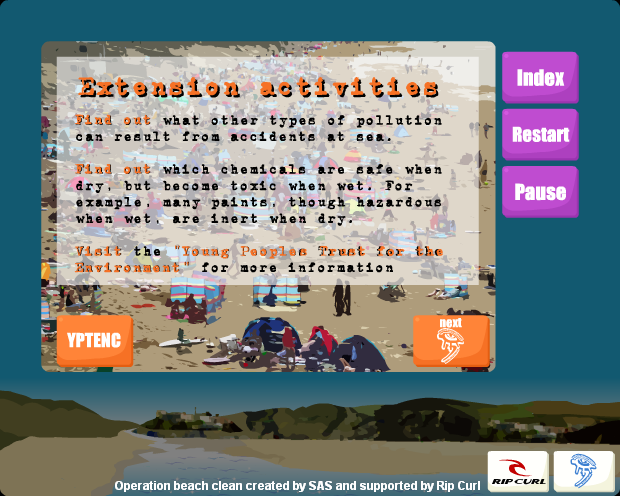 Extension activities
Find out what other types of pollution
can result from accidents at sea.
Find out which chemicals are safe when
dry, but become toxic when wet. For
example, many paints, though hazardous
when wet, are inert when dry.
Visit the "Young Peoples Trust for the
Environment" for more information
YPTENC
next
Index
Restart
Pause
Operation beach clean created by SAS and supported by Rip Curl
RIP CURL